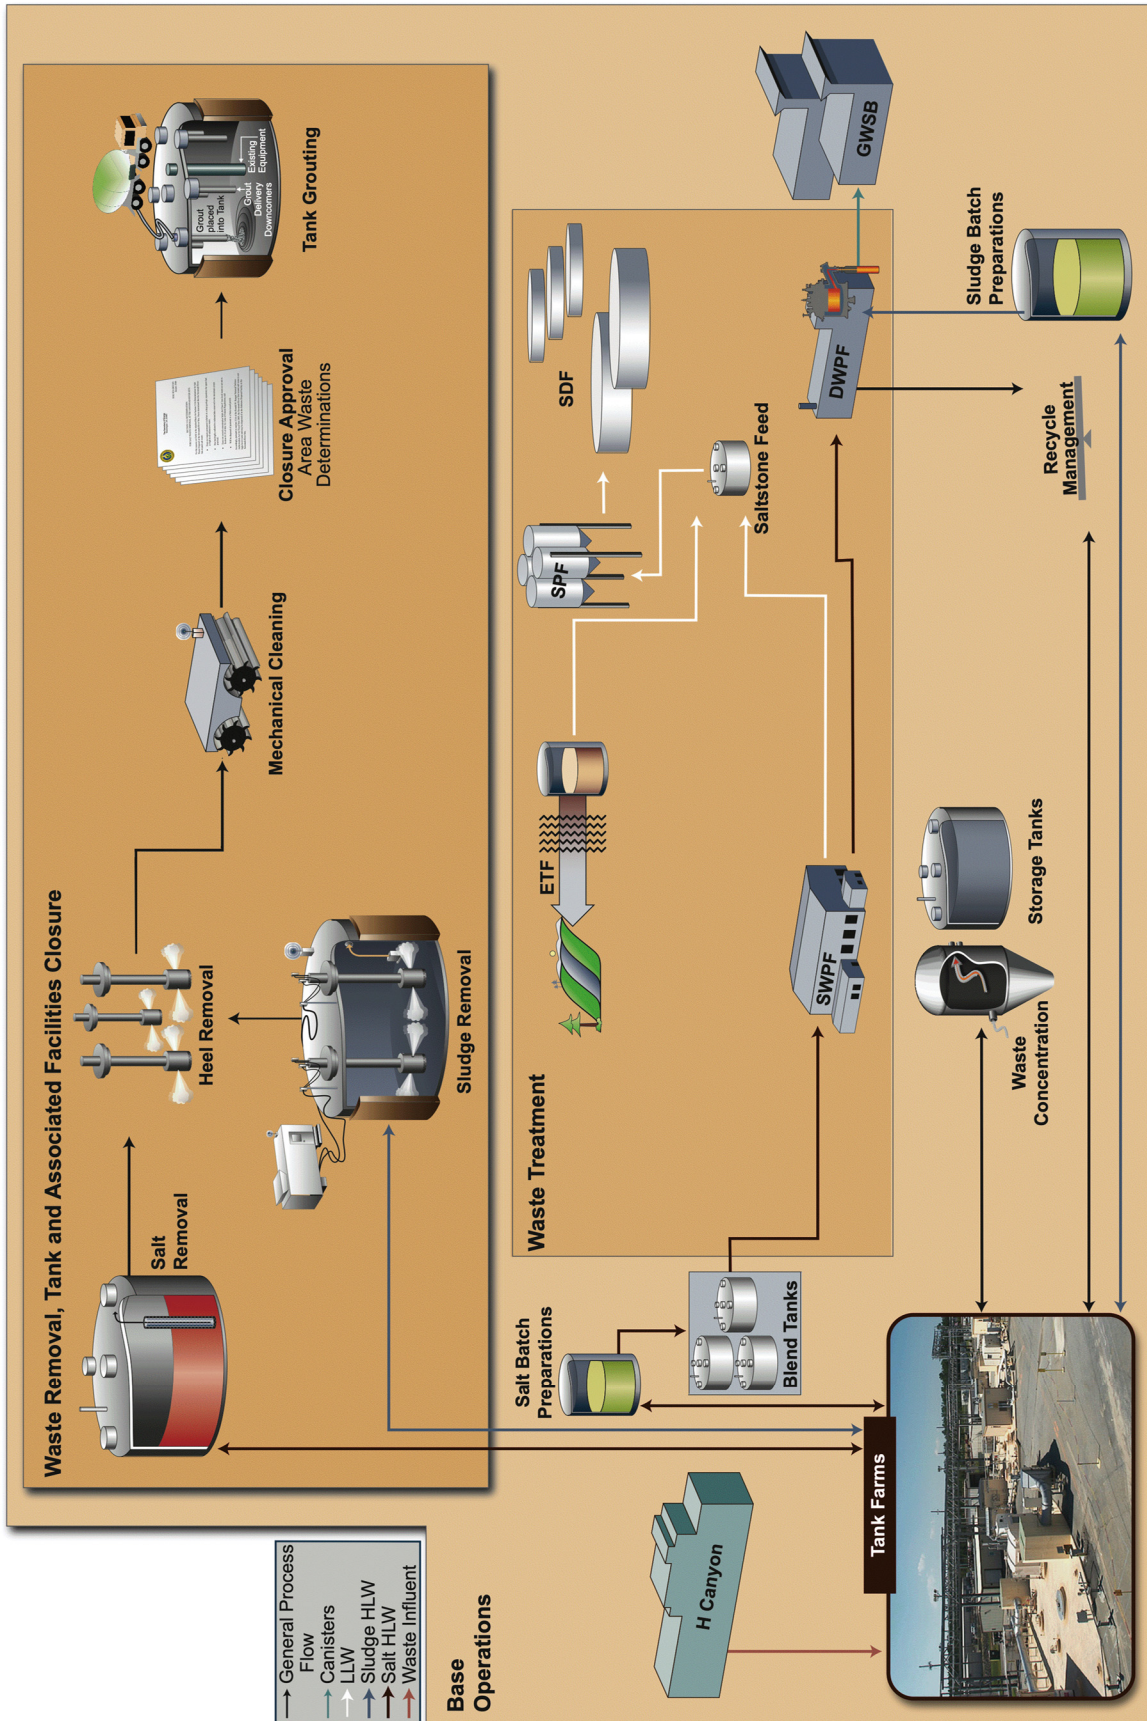 Waste Removal, Tank and Associated Facilities Closure
Salt
Removal
Heel Removal
Sludge Removal
Mechanical Cleaning
Closure Approval
Area Waste
Determinations
Tank Grouting
Grout
placed
into Tank
Grout
Delivery
Downcomers
Existing
Equipment
General Process
Flow
Canisters
LLW
Sludge HLW
Salt HLW
Waste Influent
Base
Operations
Waste Treatment
ETF
SPF
SDF
Saltstone Feed
SWPF
DWPF
GWSB
Salt Batch
Preparations
Blend Tanks
H Canyon
Tank Farms
Waste
Concentration
Storage Tanks
Recycle
Management
Sludge Batch
Preparations